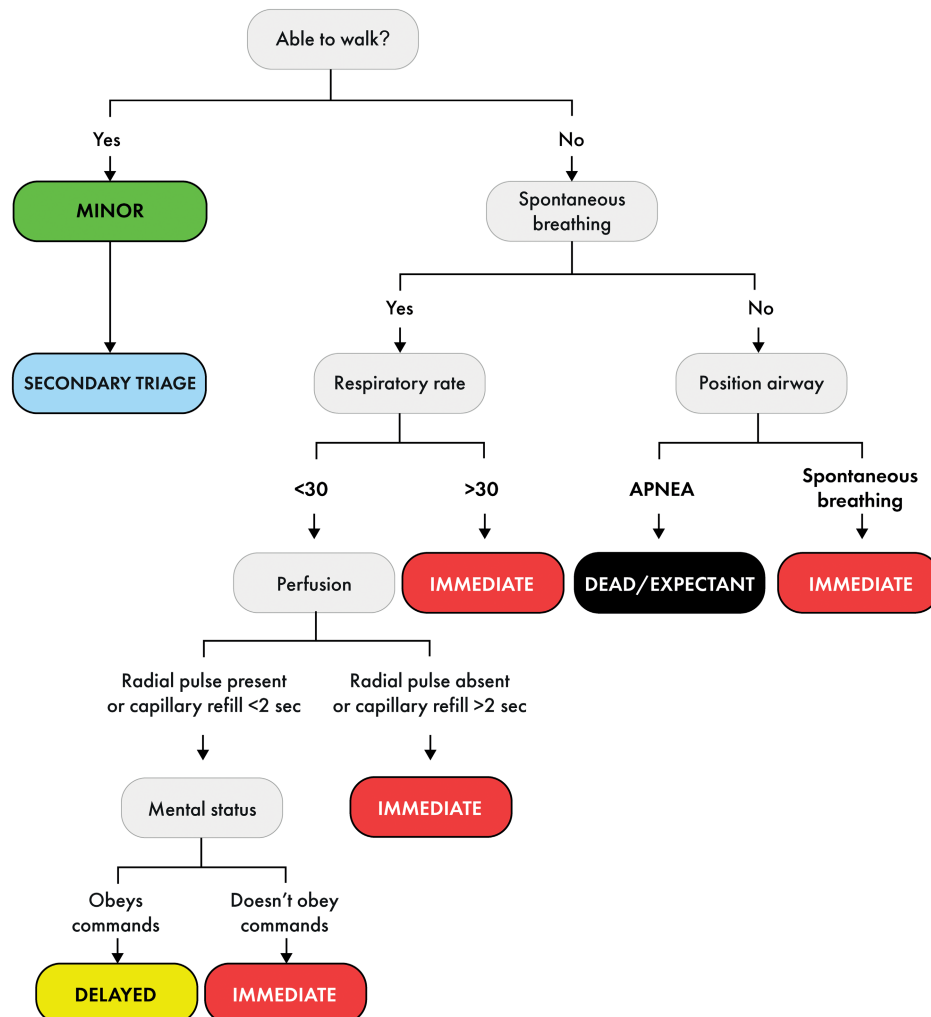 Able to walk?
Yes
No
MINOR
Spontaneous
breathing
Yes
No
SECONDARY TRIAGE
Respiratory rate
Position airway
<30
>30
APNEA
Spontaneous
breathing
Perfusion
IMMEDIATE
DEAD/EXPECTANT
IMMEDIATE
Radial pulse present
or capillary refill <2 sec
Radial pulse absent
or capillary refill >2 sec
Mental status
IMMEDIATE
Obeys
commands
Doesn't obey
commands
DELAYED
IMMEDIATE